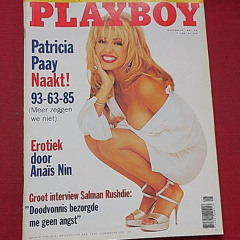 PLAYBOY
Patricia
Paay
Naakt!
93-63-85
(Meer zeggen
we niet)
Erotiek
door
Anaïs Nin
Groot interview Salman Rushdie:
"Doodvonnis bezorgde
me geen angst"